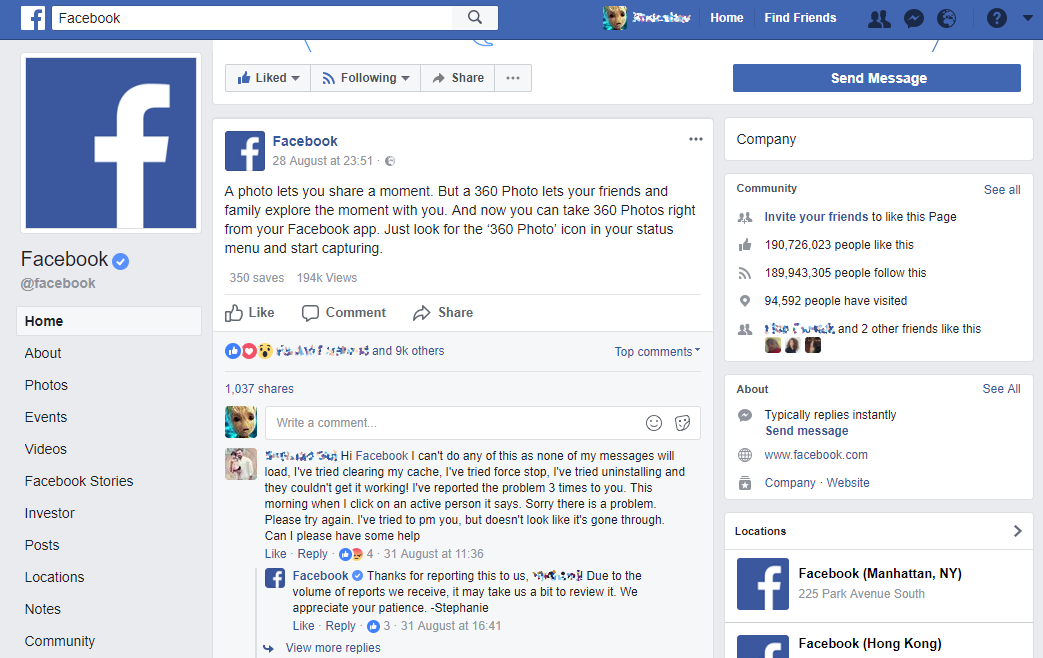 Facebook
Home
Find Friends
Liked
Following
Share
Send Message
Facebook
@facebook
Home
About
Photos
Events
Videos
Facebook Stories
Investor
Posts
Locations
Notes
Community
Facebook
28 August at 23:51 ·
A photo lets you share a moment. But a 360 Photo lets your friends and
family explore the moment with you. And now you can take 360 Photos right
from your Facebook app. Just look for the ‘360 Photo’ icon in your status
menu and start capturing.
350 saves 194k Views
Like Comment Share
and 9k others
Top comments
1,037 shares
Write a comment...
Hi Facebook I can't do any of this as none of my messages will
load, I've tried clearing my cache, I've tried force stop, I've tried uninstalling and
they couldn't get it working! I've reported the problem 3 times to you. This
morning when I click on an active person it says. Sorry there is a problem.
Please try again. I've tried to pm you, but doesn't look like it's gone through.
Can I please have some help
Like · Reply · 4 · 31 August at 11:36
Facebook Thanks for reporting this to us, Due to the
volume of reports we receive, it may take us a bit to review it. We
appreciate your patience. -Stephanie
Like · Reply · 3 · 31 August at 16:41
View more replies
Company
Community See all
Invite your friends to like this Page
190,726,023 people like this
189,943,305 people follow this
94,592 people have visited
and 2 other friends like this
About See All
Typically replies instantly
Send message
www.facebook.com
Company · Website
Locations
Facebook (Manhattan, NY)
225 Park Avenue South
Facebook (Hong Kong)